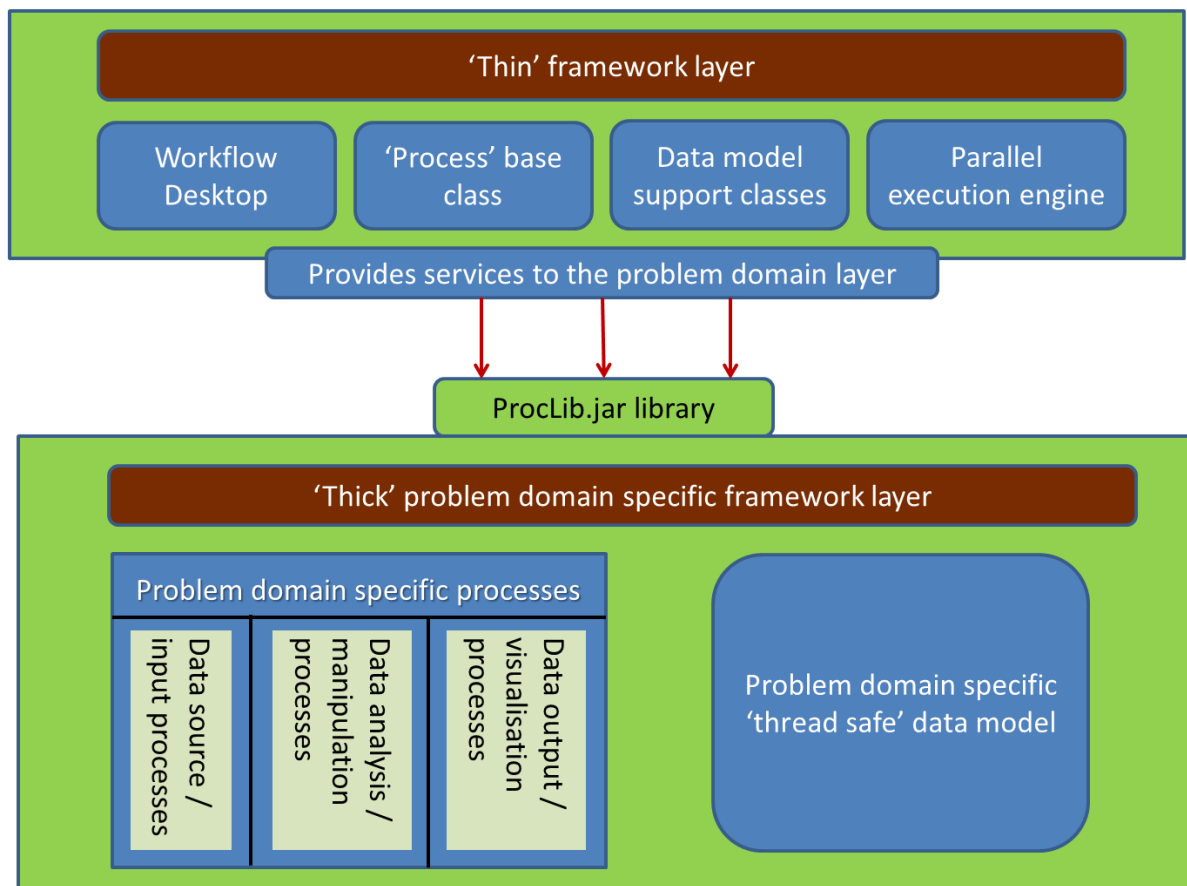 ‘Thin’ framework layer
Workflow
Desktop
‘Process’ base
class
Data model
support classes
Parallel
execution engine
Provides services to the problem domain layer
ProcLib.jar library
‘Thick’ problem domain specific framework layer
Problem domain specific processes
Data source /
input processes
Data analysis /
manipulation
processes
Data output /
visualisation
processes
Problem domain specific
‘thread safe’ data model